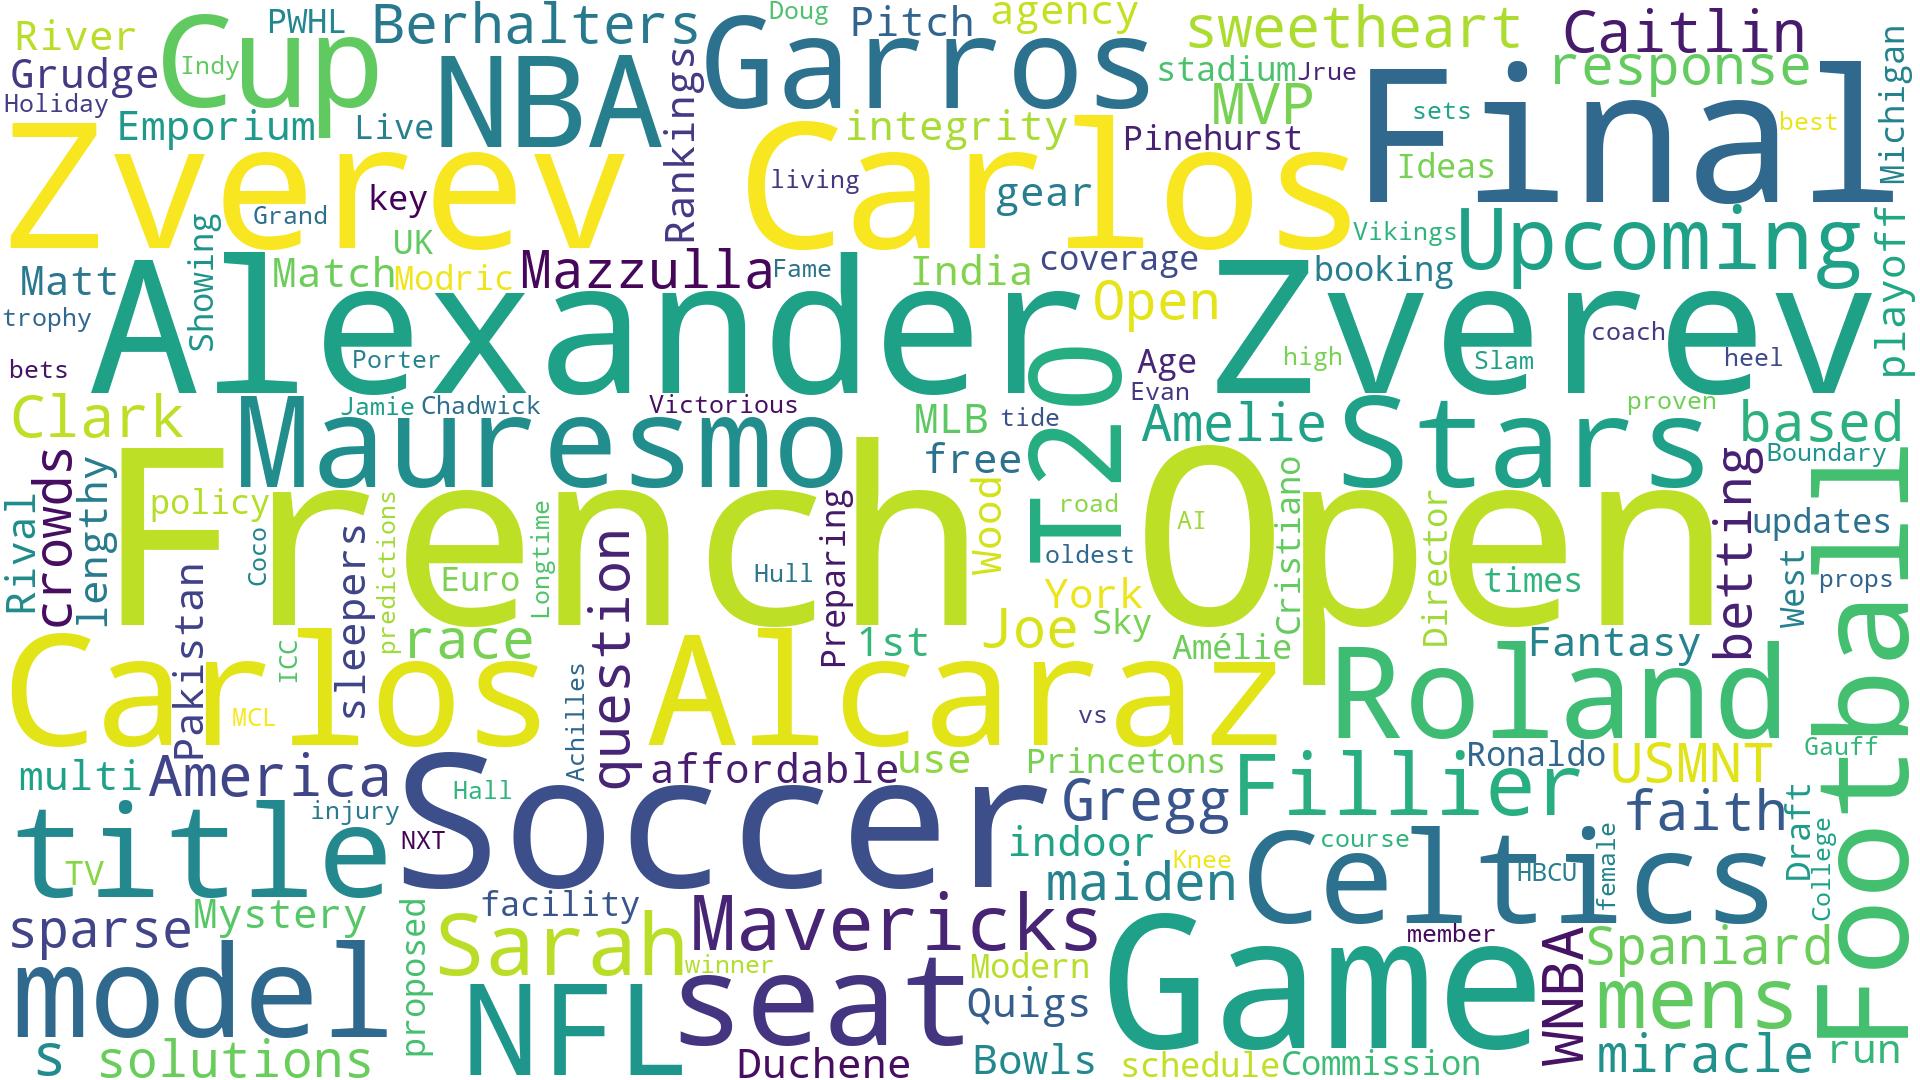 River
PWHL
Berhalters
Doug
Pitch
agency
sweetheart
Caitlin
Grudge
Indy
Cup
NBA
Rankings
Garros
stadium
Jrue
response
Michigan
Holiday
Emporium
Live
integrity
MVP
Pinehurst
Final
sets
best
Zverev
key
Grand
UK
Carlos
living
gear
Ideas
Vikings
Upcoming
playoff
Matt
Showing
Match
Modric
Mazzulla
Fame
India
coverage
Open
booking
trophy
Alexander
Zverev
bets
Porter
T20
Age
Evan
high
Slam
coach
heel
Clark
Mauresmo
Jamie
Chadwick
Victorious
MLB
tide
free
Amelie
Stars
proven
based
Boundary
Rival
crowds
lengthy
French
Open
policy
Coco
sleepers
predictions
Euro
Longtime
question
Hull
Preparing
Wood
road
oldest
AI
Cristiano
Director
times
betting
updates
West
props
Football
Pakistan
ICC
MCL
race
1st
Joe
York
Sky
Amélie
Fantasy
Carlos
Alcaraz
Achilles
vs
Roland
multi
America
Soccer
Hall
affordable
use
Princetons
Fillier
Ronaldo
USMNT
Gauff
title
TV
injury
NXT
Gregg
indoor
Knee
maiden
course
Celtics
HBCU
female
faith
Draft
College
sparse
Mystery
proposed
facility
Sarah
winner
Mavericks
Modern
Game
member
WNBA
Spaniard
model
NFL
seat
Quigs
mens
s
solutions
Duchene
Bowls
schedule
Commission
miracle
run